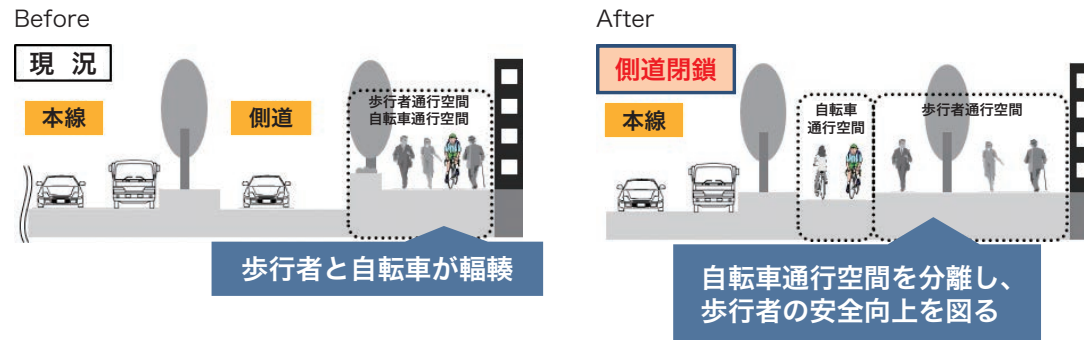 Before
現 況
本線
側道
歩行者通行空間
自転車通行空間
歩行者と自転車が輻輳
After
側道閉鎖
本線
自転車
通行空間
歩行者通行空間
自転車通行空間を分離し、
歩行者の安全向上を図る